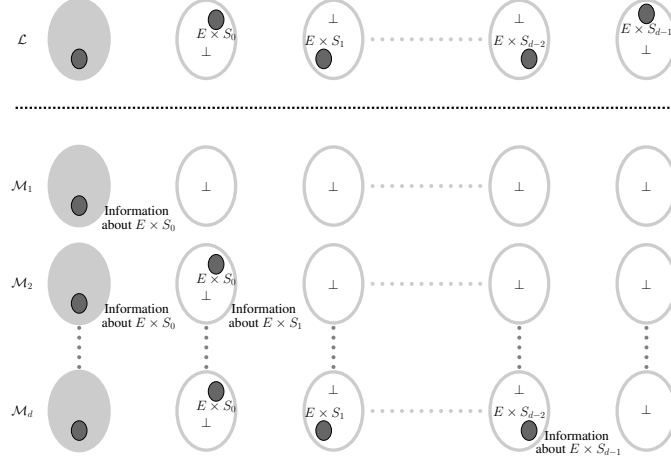 ⊥ ⊥
ℒ E × S₀ E × S₁ E × S_{d−2} E × S_{d−1}
⊥ ⊥
ℳ₁ ⊥ ⊥ ⊥ ⊥
Information
about E × S₀
ℳ₂ E × S₀ ⊥ ⊥ ⊥
⊥
Information Information
about E × S₀ about E × S₁
⊥ ⊥
ℳ_d E × S₀ E × S₁ E × S_{d−2} ⊥
⊥
Information
about E × S_{d−1}